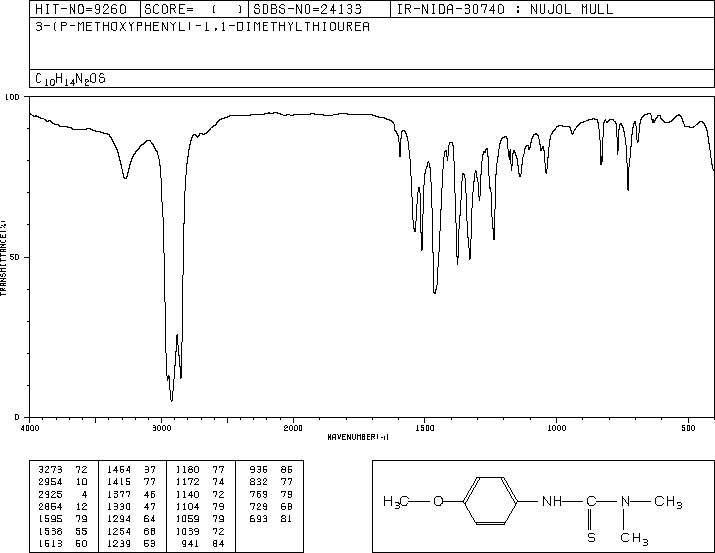 HIT-NO=9260 SCORE= ( ) SDBS-NO=24133 IR-NIDA-30740 : NUJOL MULL
3-(P-METHOXYPHENYL)-1,1-DIMETHYLTHIOUREA
C10H14N2OS
100
50
0
TRANSMITTANCE(%)
4000 3000 2000 1500 1000 500
WAVENUMBER(-1)
3273 72 1464 37 1180 77 936 86
2954 10 1415 77 1172 74 832 77
2925 4 1377 46 1140 72 769 79
2854 12 1330 47 1104 79 729 68
1595 79 1294 64 1059 79 693 81
1536 55 1254 68 1039 72
1513 50 1239 53 941 84
H3C O NH C N CH3
S CH3